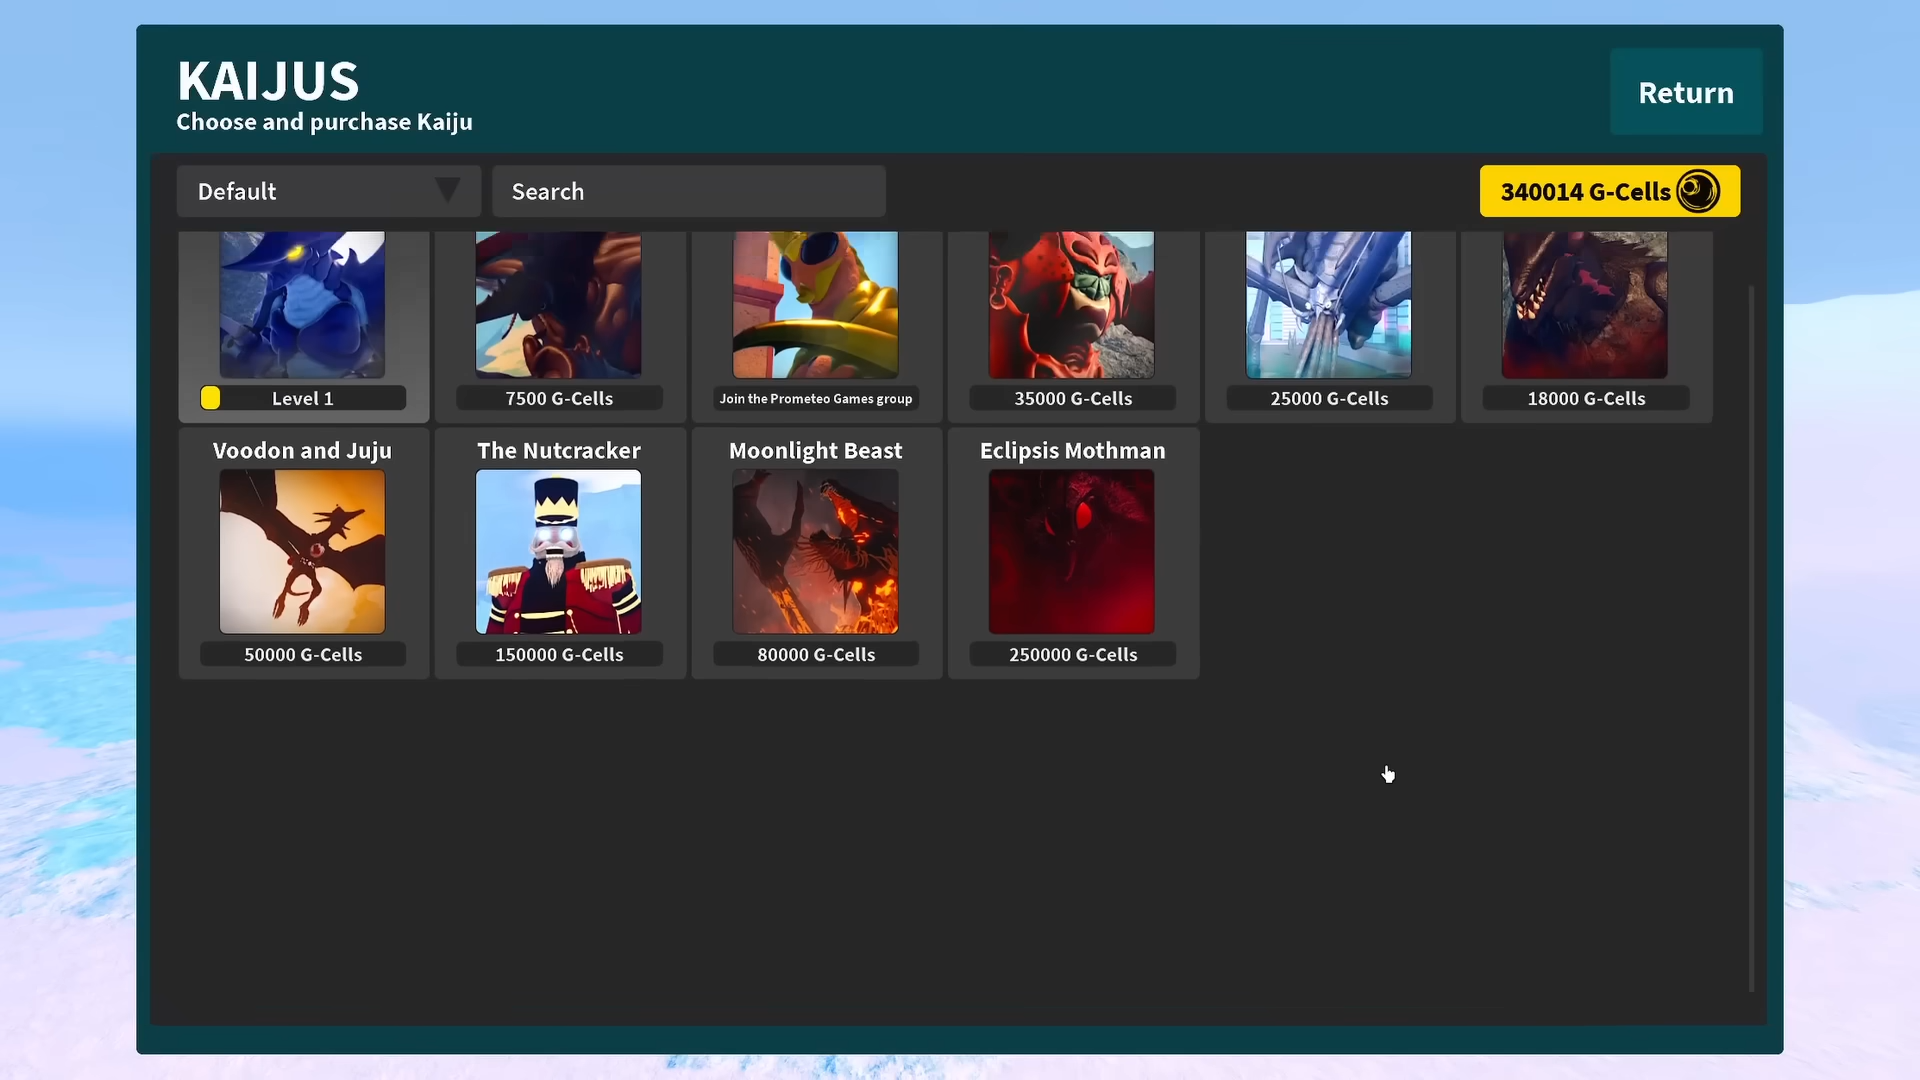 KAIJUS
Choose and purchase Kaiju
Return
Default
Search
340014 G-Cells
Level 1
7500 G-Cells
Join the Prometeo Games group
35000 G-Cells
25000 G-Cells
18000 G-Cells
Voodon and Juju
The Nutcracker
Moonlight Beast
Eclipsis Mothman
50000 G-Cells
150000 G-Cells
80000 G-Cells
250000 G-Cells